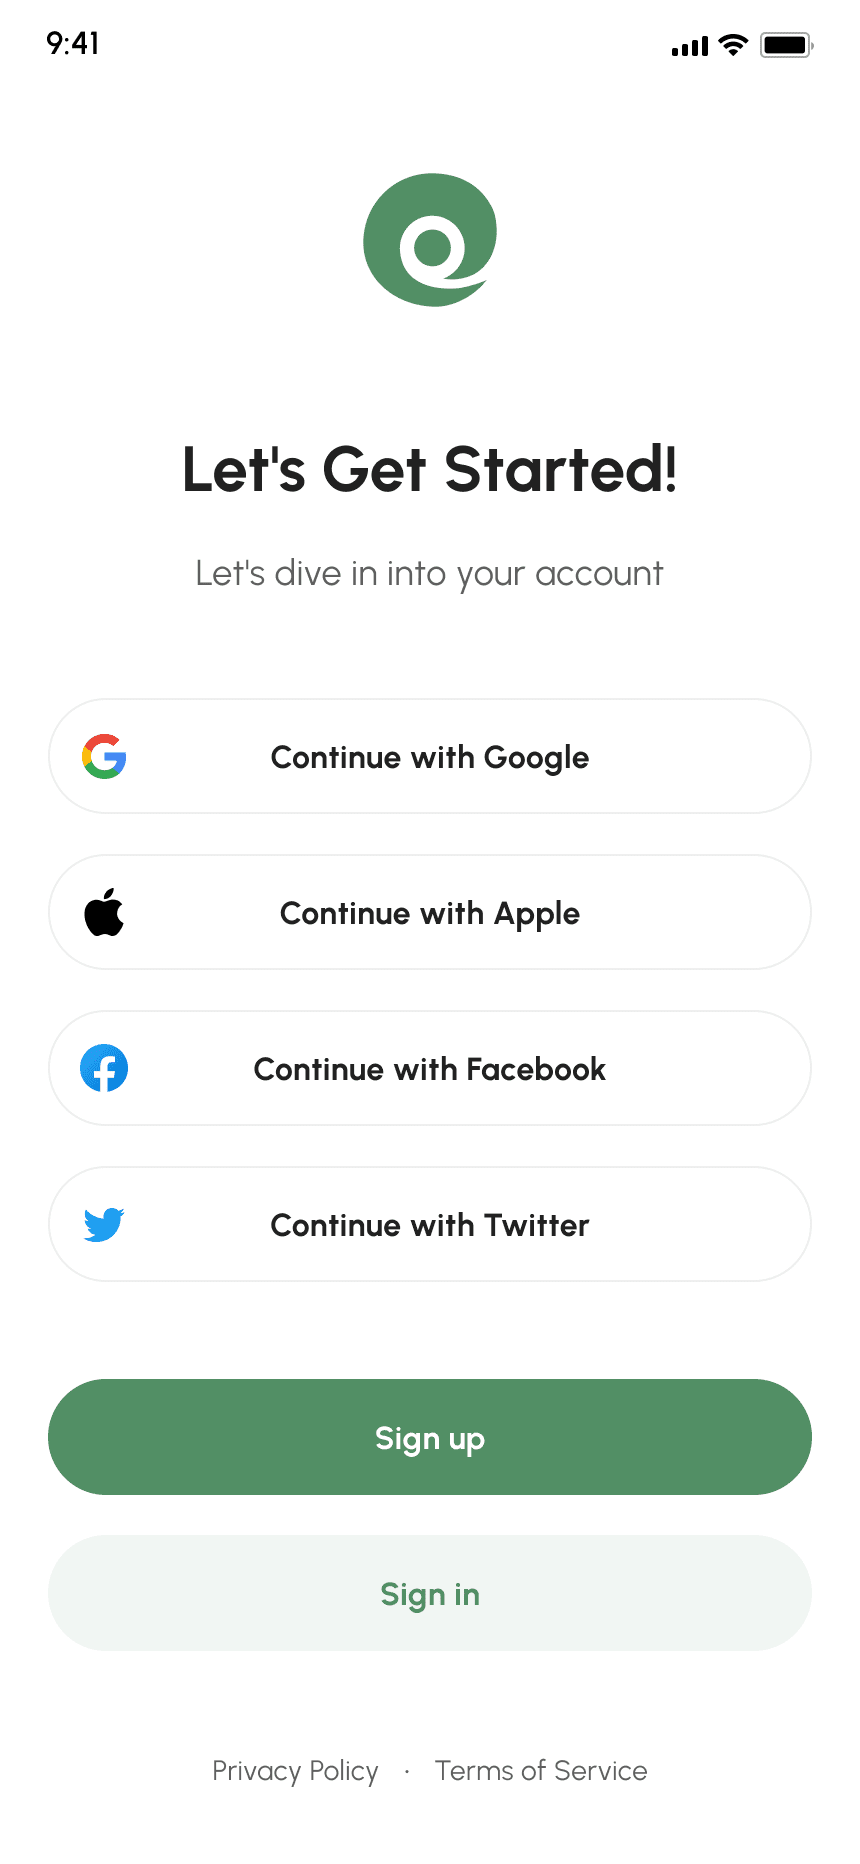 9:41
Let's Get Started!
Let's dive in into your account
Continue with Google
Continue with Apple
Continue with Facebook
Continue with Twitter
Sign up
Sign in
Privacy Policy · Terms of Service